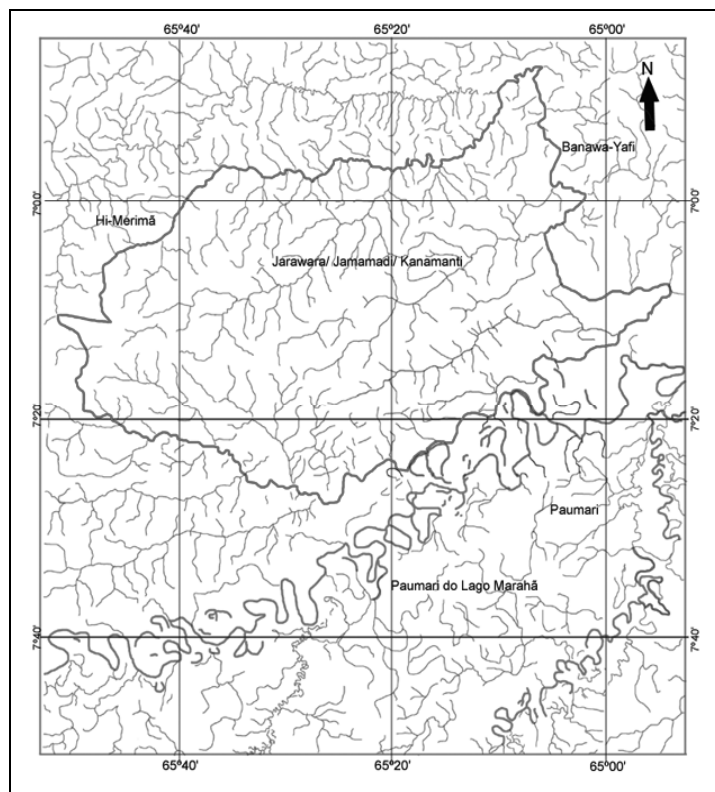 65º40' 65º20' 65º00'
N
Banawa-Yafi
7º00' 7º00'
Hi-Merimã
Jarawara/ Jamamadi/ Kanamanti
7º20' 7º20'
Paumari
Paumari do Lago Marahã
7º40' 7º40'
65º40' 65º20' 65º00'